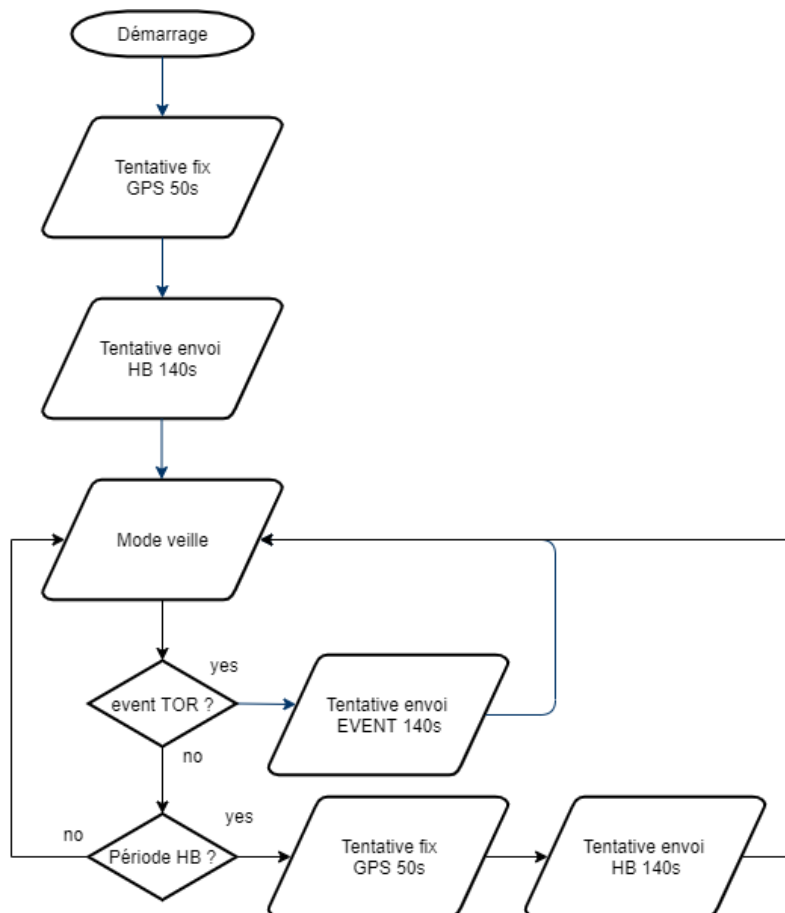 Démarrage
Tentative fix
GPS 50s
Tentative envoi
HB 140s
Mode veille
yes
event TOR ?
Tentative envoi
EVENT 140s
no
no
yes
Période HB ?
Tentative fix
GPS 50s
Tentative envoi
HB 140s